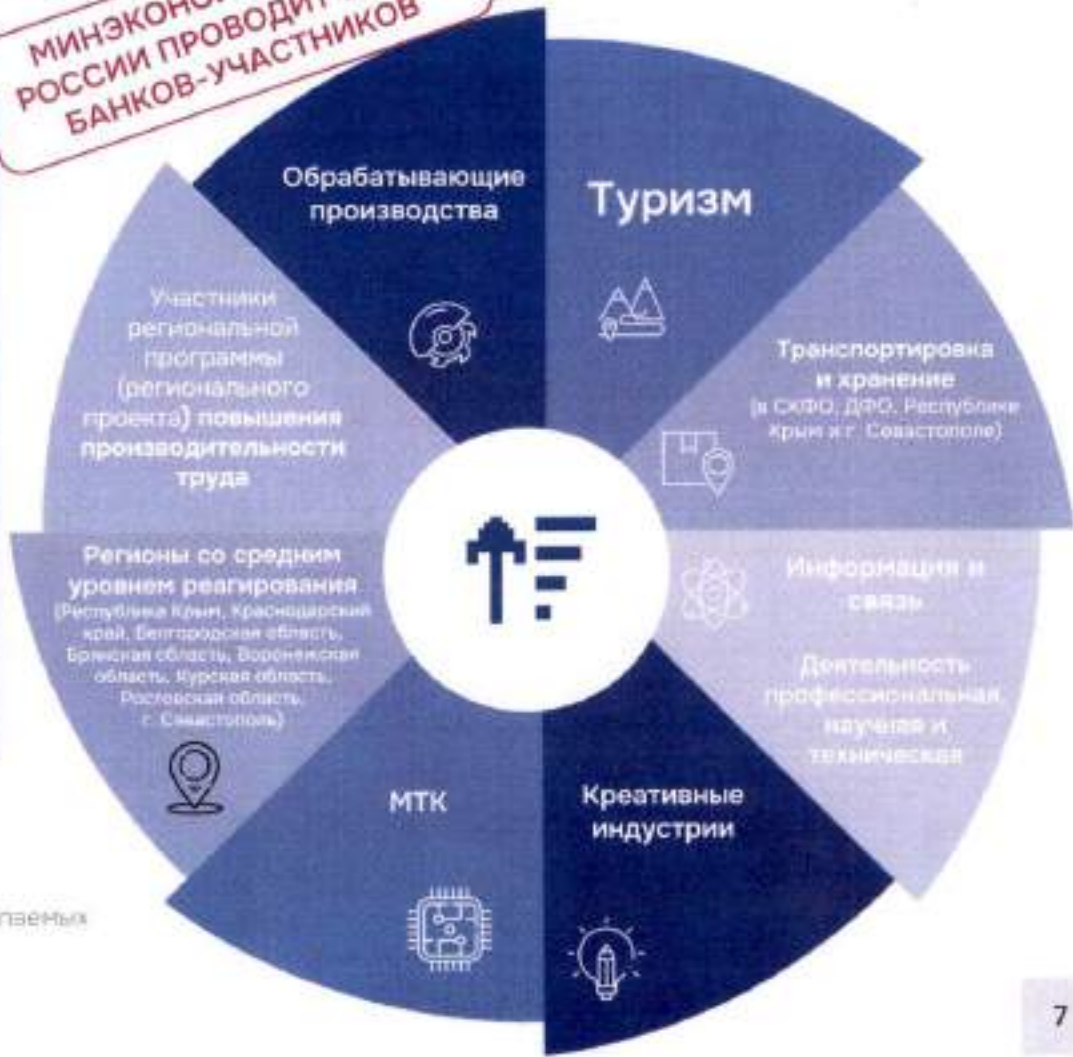 МИНЭКОНО
РОССИИ ПРОВОДИТ
БАНКОВ-УЧАСТНИКОВ
Обрабатывающие
производства
Туризм
Транспортировка
и хранение
(в СКФО, ДФО, Республике
Крым и г. Севастополе)
Информация и
связь
Деятельность
профессиональная,
научная и
техническая
Креативные
индустрии
МТК
Регионы со средним
уровнем реагирования
(Республика Крым, Краснодарский
край, Белгородская область,
Брянская область, Воронежская
область, Курская область,
Ростовская область,
г. Севастополь)
Участники
региональной
программы
(регионального
проекта) повышения
производительности
труда
паемых
7